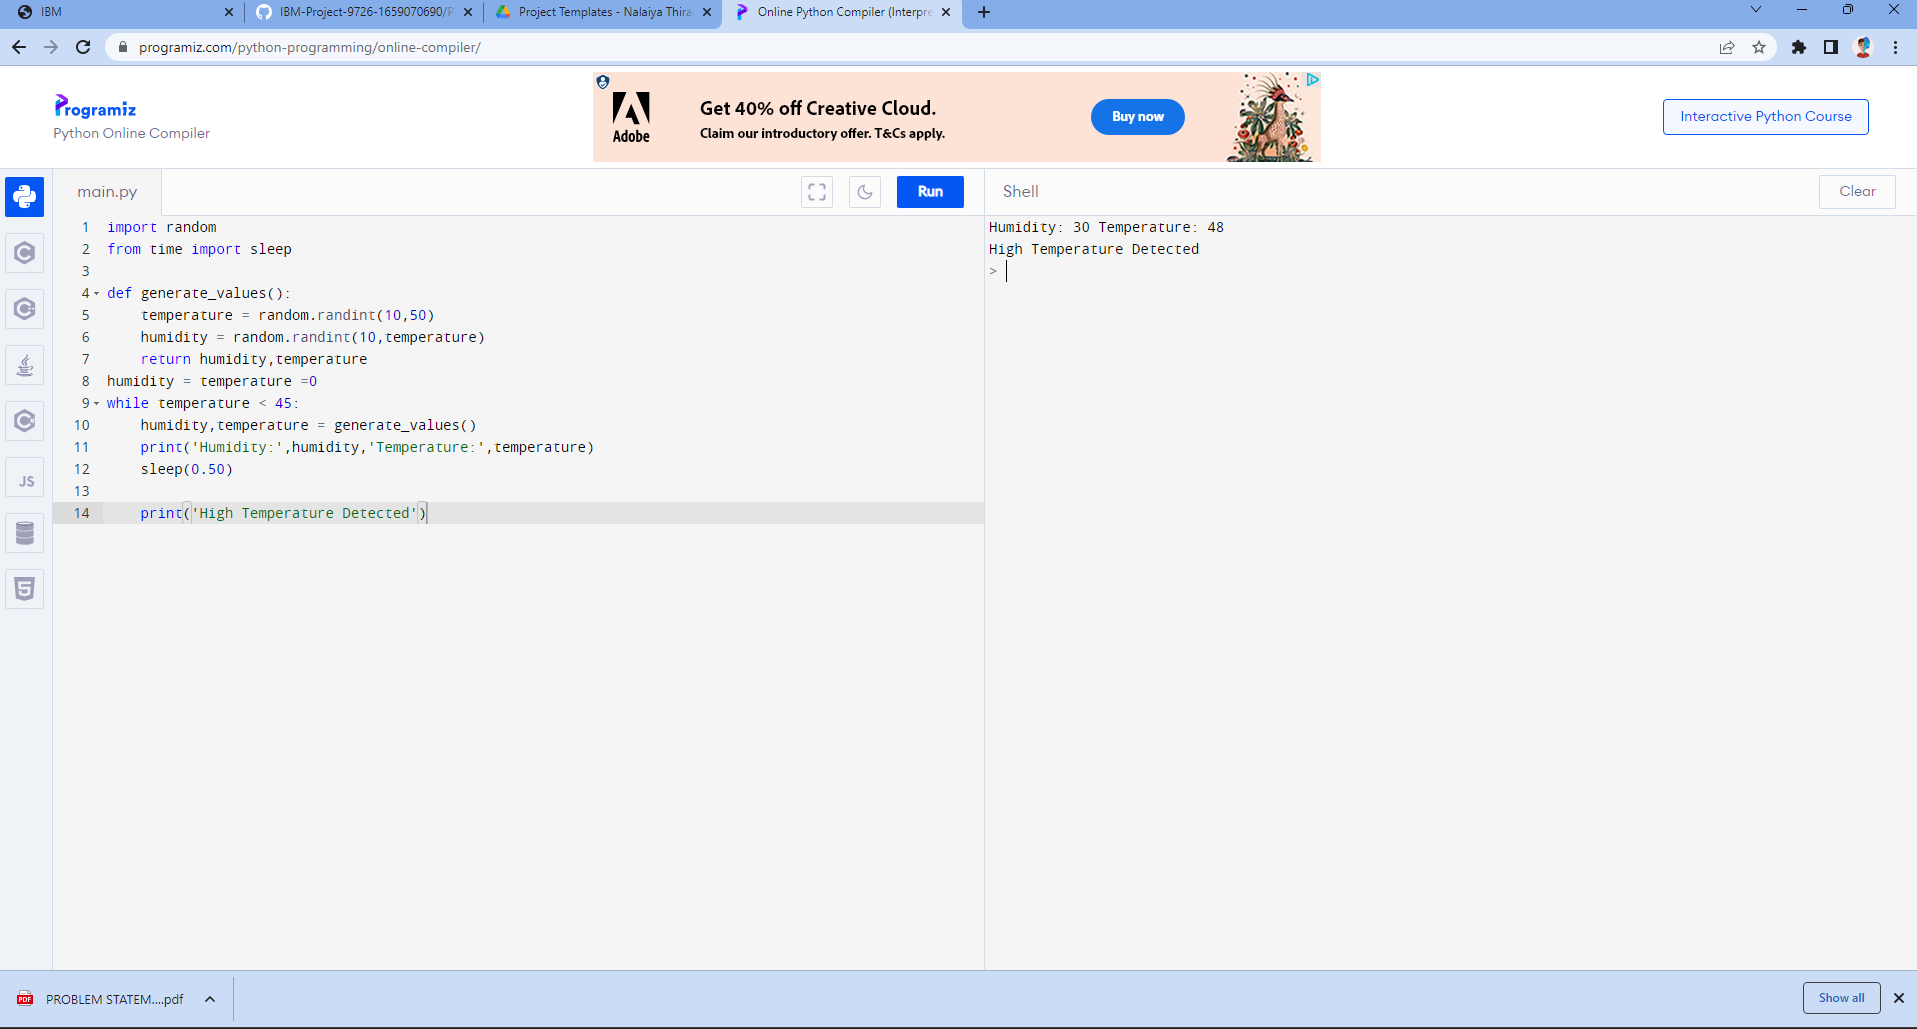 IBM
IBM-Project-9726-1659070690/P
Project Templates - Nalaiya Thira
Online Python Compiler (Interpre
programiz.com/python-programming/online-compiler/
Programiz
Python Online Compiler
Adobe
Get 40% off Creative Cloud.
Claim our introductory offer. T&Cs apply.
Buy now
Interactive Python Course
main.py
Run
Shell
Clear
JS
1 import random
2 from time import sleep
3
4 def generate_values():
5     temperature = random.randint(10,50)
6     humidity = random.randint(10,temperature)
7     return humidity,temperature
8 humidity = temperature =0
9 while temperature < 45:
10     humidity,temperature = generate_values()
11     print('Humidity:',humidity,'Temperature:',temperature)
12     sleep(0.50)
13
14     print('High Temperature Detected')
Humidity: 30 Temperature: 48
High Temperature Detected
>
PDF
PROBLEM STATEM....pdf
Show all